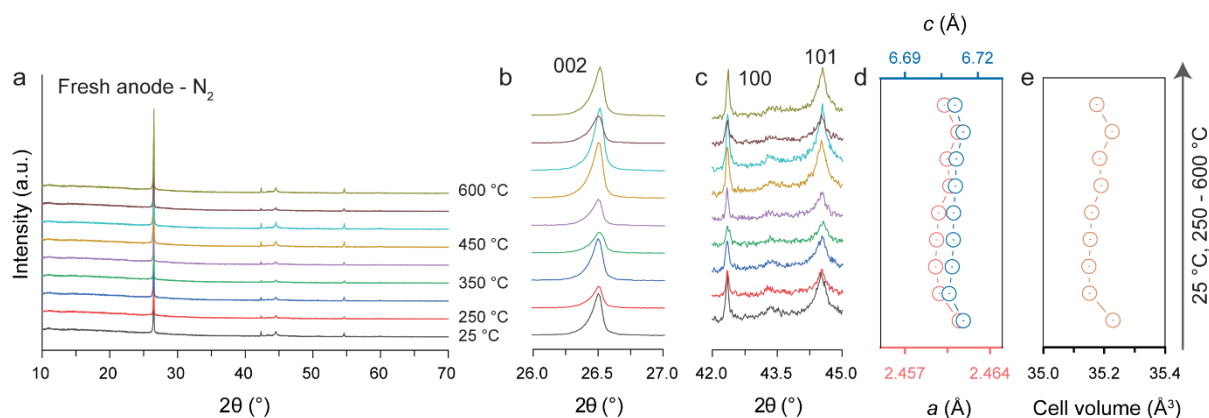 c (Å)
6.69 6.72
a
Fresh anode - N₂
b
002
c
100
101
d
e
Intensity (a.u.)
600 °C
450 °C
350 °C
250 °C
25 °C
25 °C, 250 - 600 °C
10 20 30 40 50 60 70
26.0 26.5 27.0
42.0 43.5 45.0
2.457 2.464
35.0 35.2 35.4
2θ (°)
2θ (°)
2θ (°)
a (Å)
Cell volume (Å³)